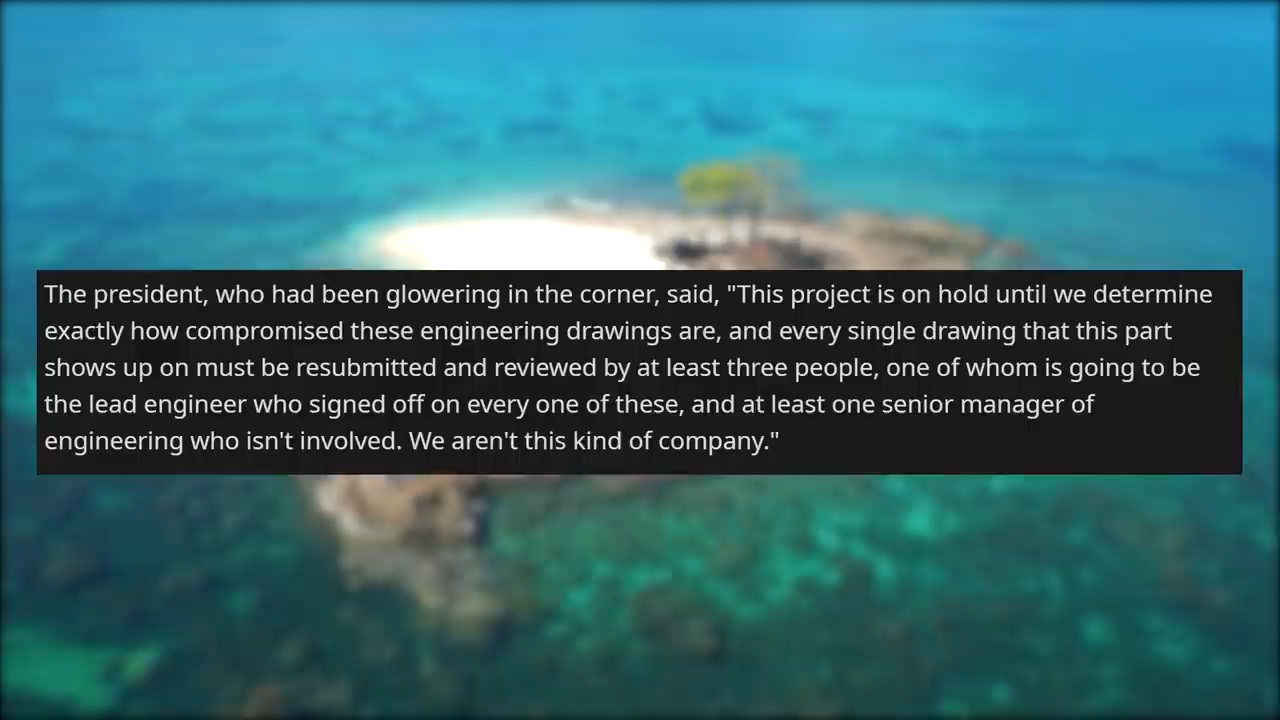 The president, who had been glowering in the corner, said, "This project is on hold until we determine
exactly how compromised these engineering drawings are, and every single drawing that this part
shows up on must be resubmitted and reviewed by at least three people, one of whom is going to be
the lead engineer who signed off on every one of these, and at least one senior manager of
engineering who isn't involved. We aren't this kind of company."